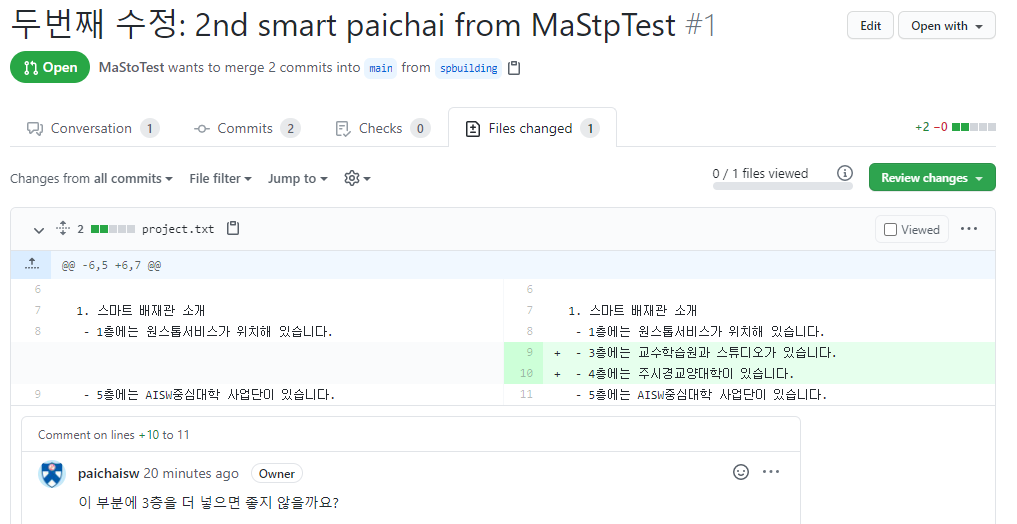 두번째 수정: 2nd smart paichai from MaStpTest #1
Edit
Open with
Open
MaStoTest wants to merge 2 commits into main from spbuilding
Conversation 1
Commits 2
Checks 0
Files changed 1
+2 −0
Changes from all commits
File filter
Jump to
0 / 1 files viewed
Review changes
2 project.txt
Viewed
@@ -6,5 +6,7 @@
6
7 1. 스마트 배재관 소개
8 - 1층에는 원스톱서비스가 위치해 있습니다.
9 - 5층에는 AISW중심대학 사업단이 있습니다.
6
7 1. 스마트 배재관 소개
8 - 1층에는 원스톱서비스가 위치해 있습니다.
9 + - 3층에는 교수학습원과 스튜디오가 있습니다.
10 + - 4층에는 주시경교양대학이 있습니다.
11 - 5층에는 AISW중심대학 사업단이 있습니다.
Comment on lines +10 to 11
paichaisw 20 minutes ago Owner
이 부분에 3층을 더 넣으면 좋지 않을까요?